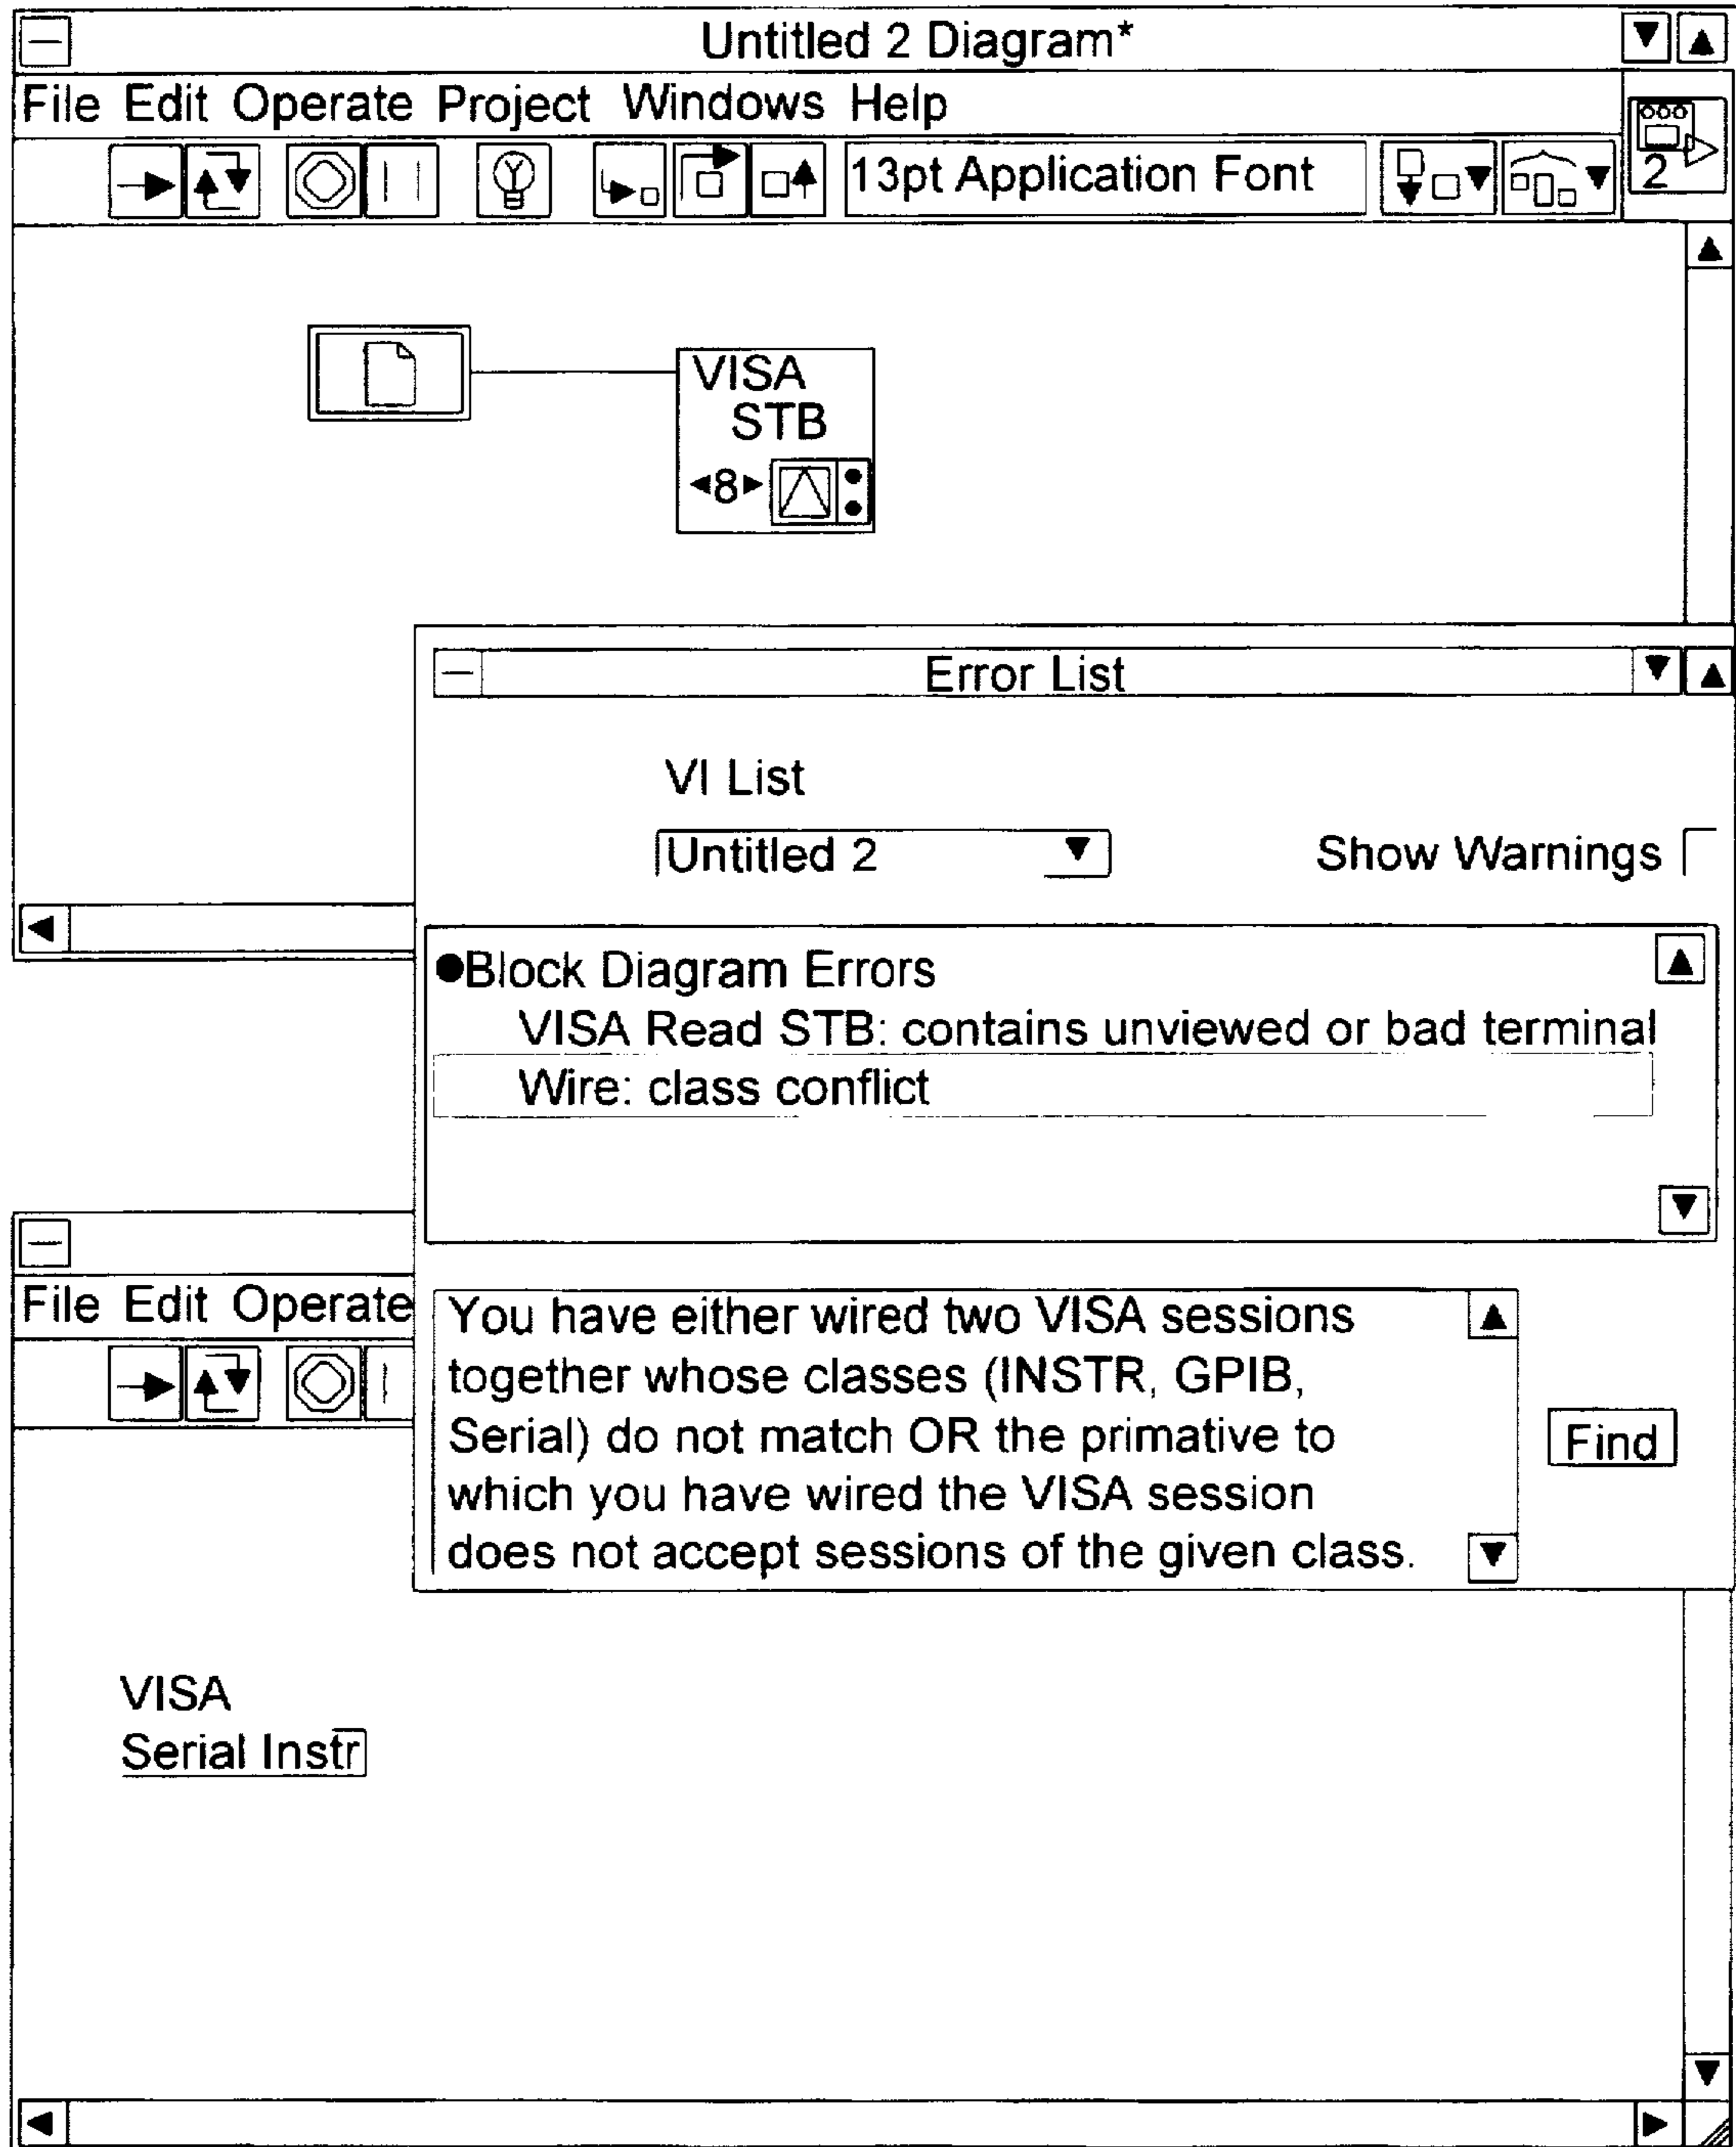 Untitled 2 Diagram*
File Edit Operate Project Windows Help
13pt Application Font
2
VISA
STB
8
Error List
VI List
Untitled 2
Show Warnings
Block Diagram Errors
VISA Read STB: contains unviewed or bad terminal
Wire: class conflict
File Edit Operate
You have either wired two VISA sessions
together whose classes (INSTR, GPIB,
Serial) do not match OR the primative to
which you have wired the VISA session
does not accept sessions of the given class.
Find
VISA
Serial Instr